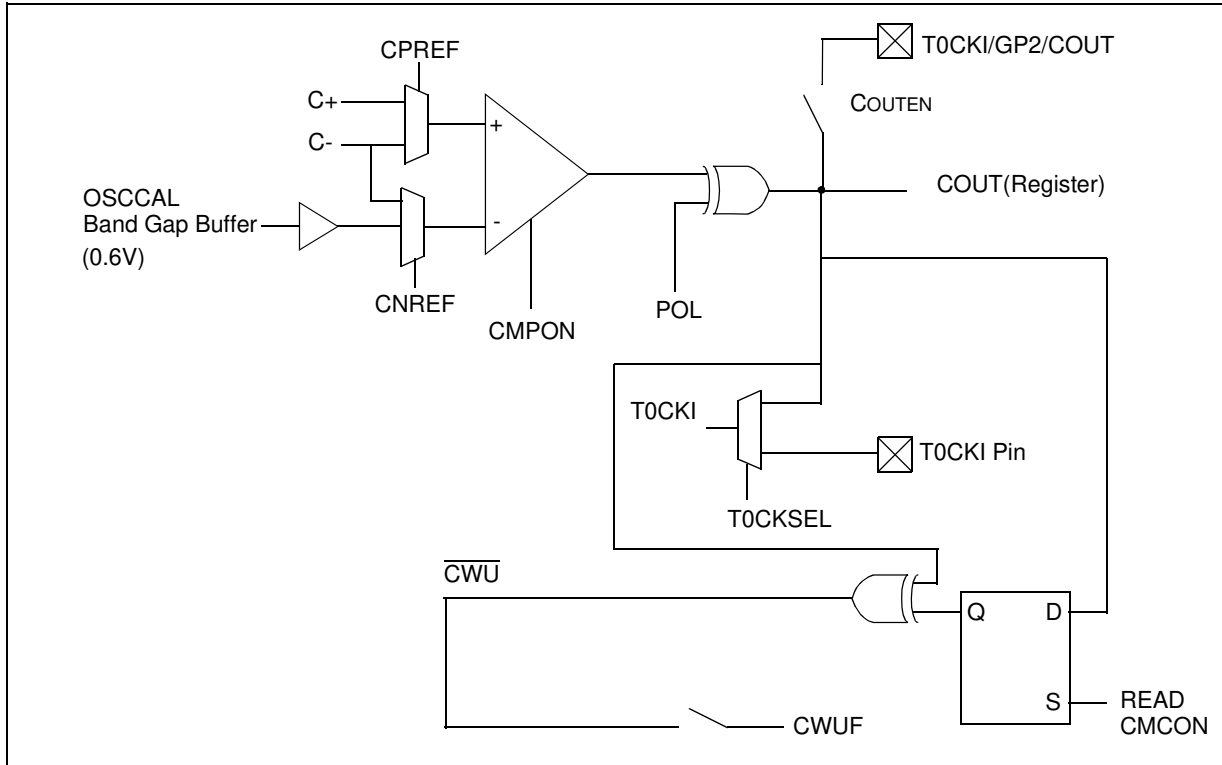 CPREF
C+
C-
OSCCAL
Band Gap Buffer
(0.6V)
CNREF
+
-
CMPON
POL
T0CKI/GP2/COUT
COUTEN
COUT(Register)
T0CKI
T0CKI Pin
T0CKSEL
CWU
Q
D
S
READ
CMCON
CWUF